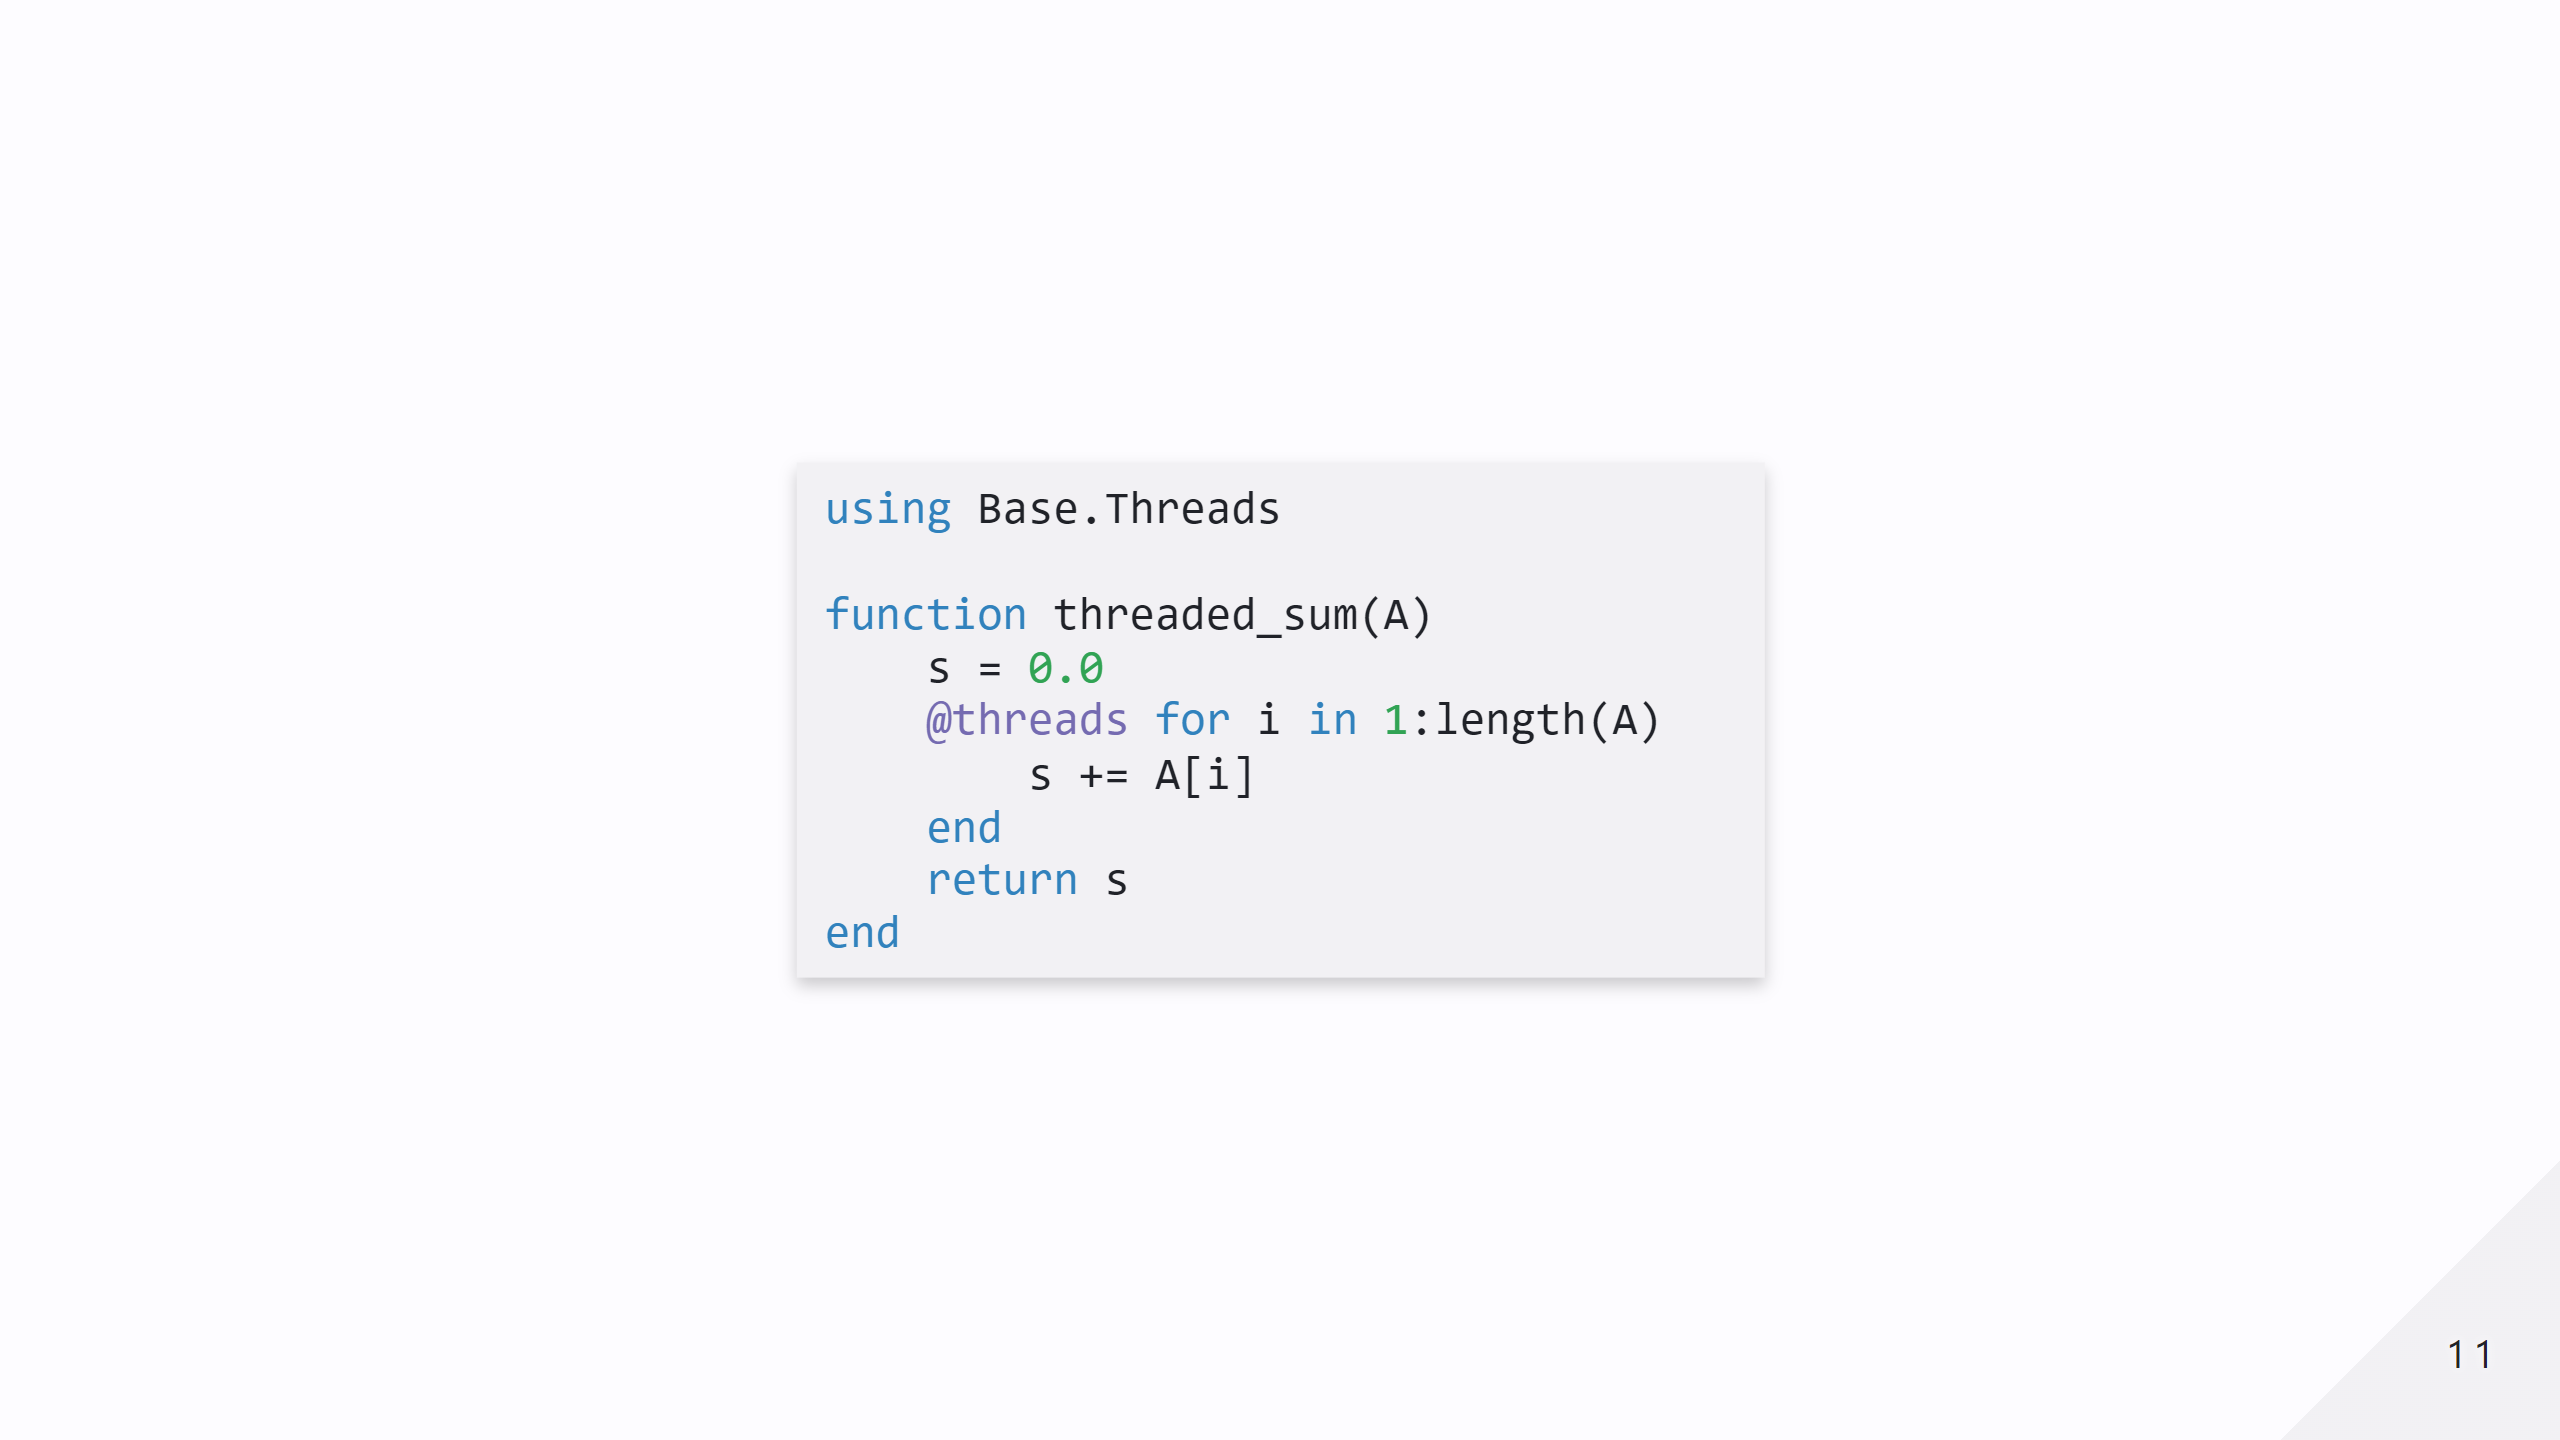 using Base.Threads

function threaded_sum(A)
    s = 0.0
    @threads for i in 1:length(A)
        s += A[i]
    end
    return s
end
11